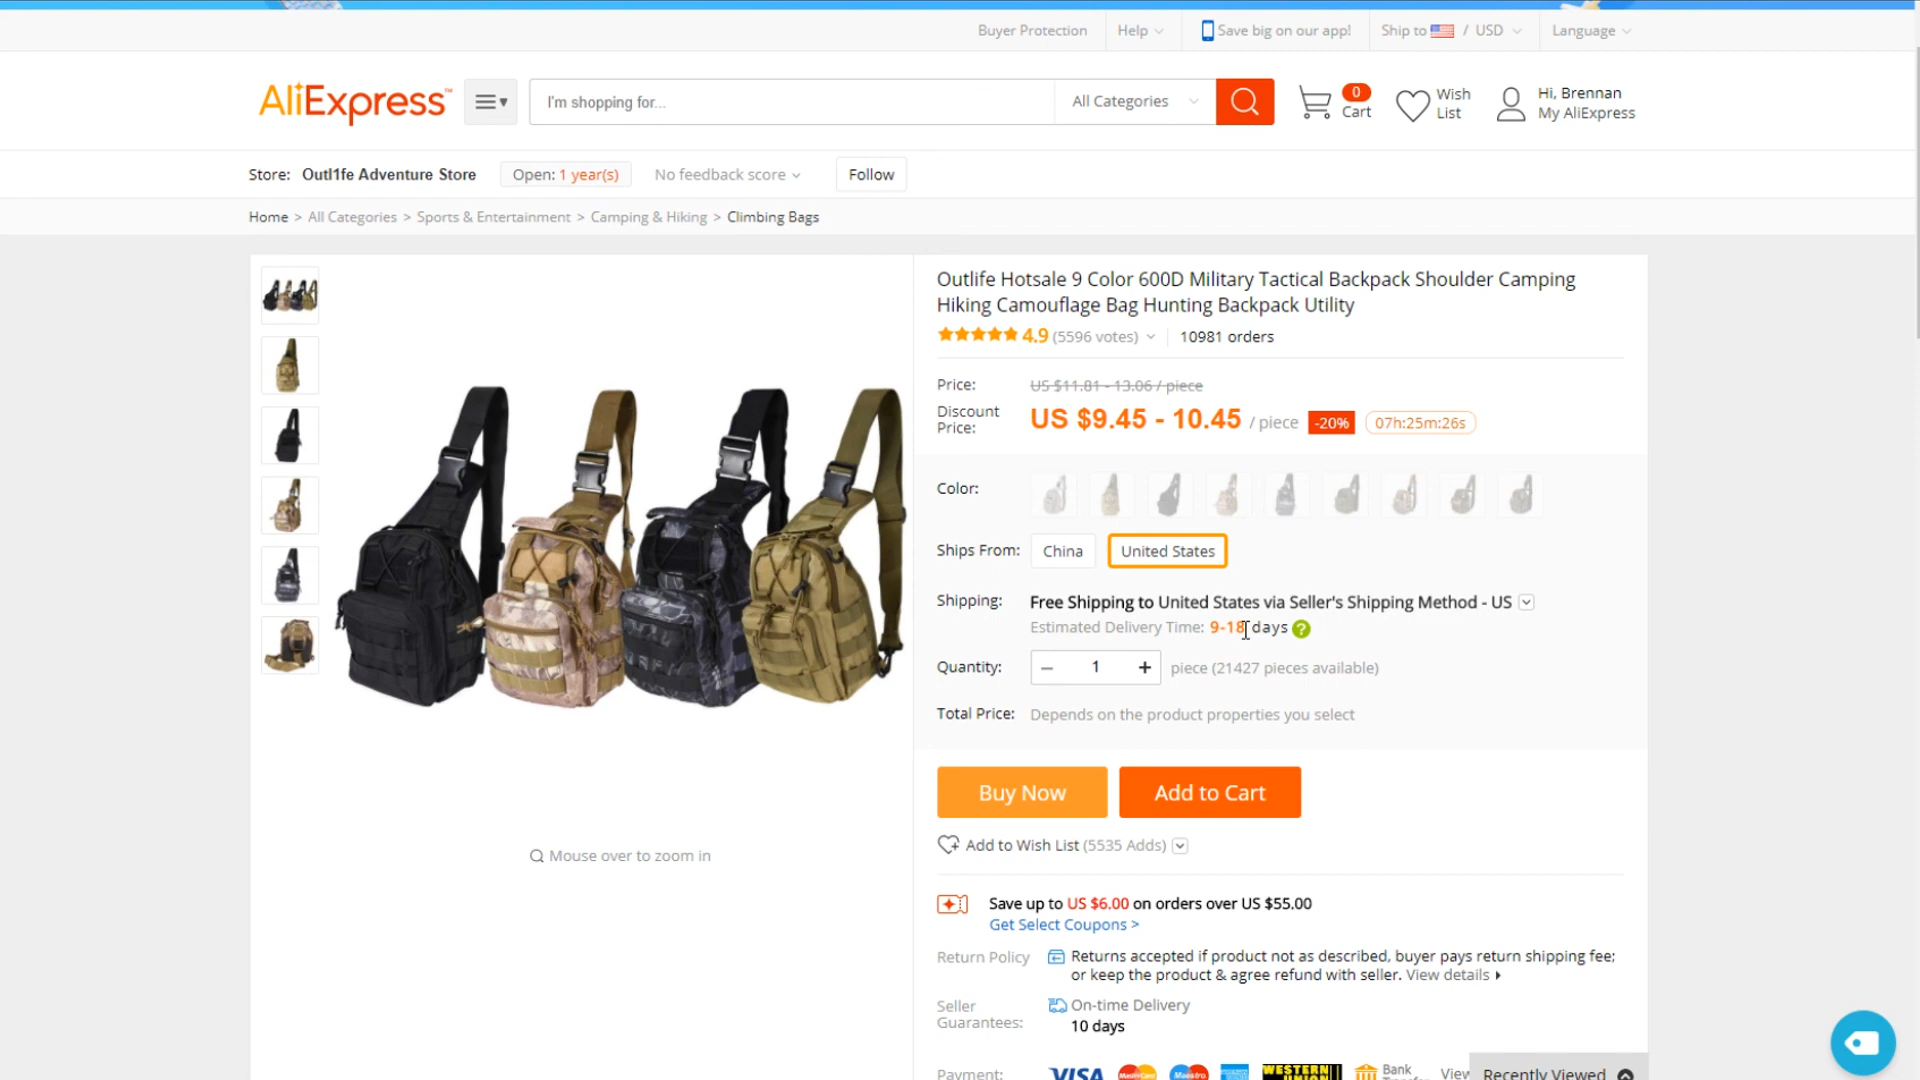 Buyer Protection
Help
Save big on our app!
Ship to / USD
Language
AliExpress™
I'm shopping for...
All Categories
0
Cart
Wish
List
Hi, Brennan
My AliExpress
Store: Outl1fe Adventure Store
Open: 1 year(s)
No feedback score
Follow
Home > All Categories > Sports & Entertainment > Camping & Hiking > Climbing Bags
Outlife Hotsale 9 Color 600D Military Tactical Backpack Shoulder Camping
Hiking Camouflage Bag Hunting Backpack Utility
4.9 (5596 votes)
10981 orders
Price: US $11.81 - 13.06 / piece
Discount
Price:
US $9.45 - 10.45 / piece
-20%
07h:25m:26s
Color:
Ships From: China United States
Shipping: Free Shipping to United States via Seller's Shipping Method - US
Estimated Delivery Time: 9-18 days ?
Quantity: – 1 + piece (21427 pieces available)
Total Price: Depends on the product properties you select
Buy Now
Add to Cart
Mouse over to zoom in
Add to Wish List (5535 Adds)
Save up to US $6.00 on orders over US $55.00
Get Select Coupons >
Return Policy
Returns accepted if product not as described, buyer pays return shipping fee;
or keep the product & agree refund with seller. View details
Seller
Guarantees:
On-time Delivery
10 days
Payment:
VISA
MasterCard
Maestro
WESTERN
Bank
View
Recently Viewed